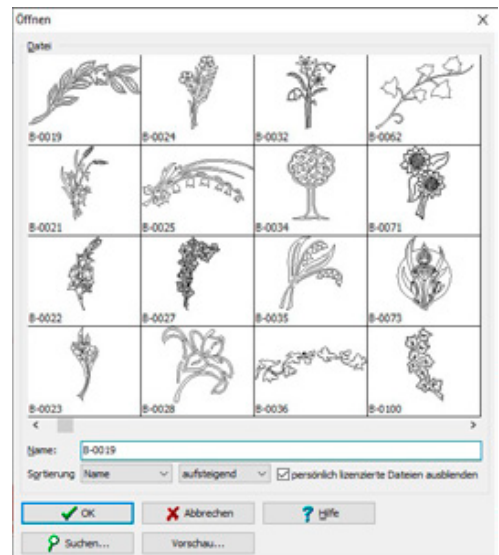 Öffnen
Datei
B-0019 B-0024 B-0032 B-0062
B-0021 B-0025 B-0034 B-0071
B-0022 B-0027 B-0035 B-0073
B-0023 B-0028 B-0036 B-0100
Name: B-0019
Sortierung Name aufsteigend persönlich lizenzierte Dateien ausblenden
OK Abbrechen ? Hilfe
Suchen... Vorschau...